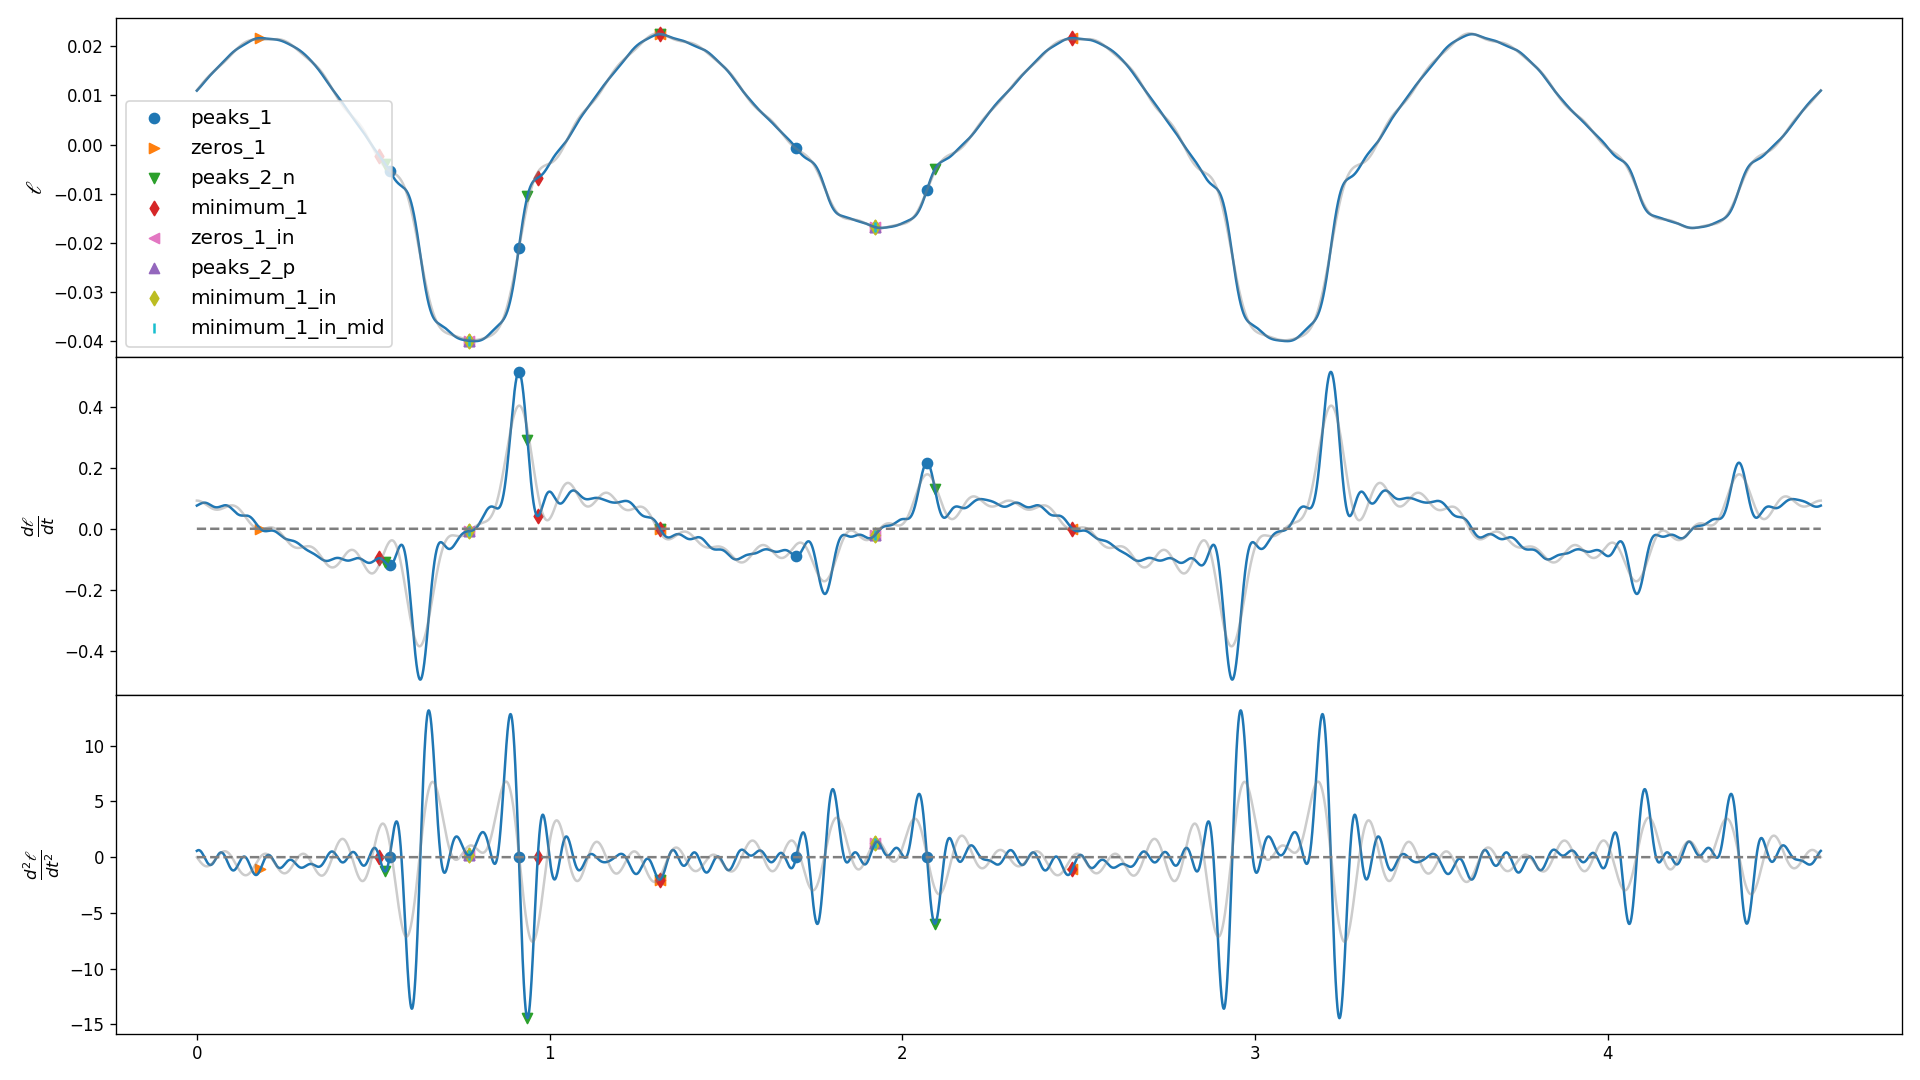 0.02
0.01
0.00
−0.01
−0.02
−0.03
−0.04
ℓ
peaks_1
zeros_1
peaks_2_n
minimum_1
zeros_1_in
peaks_2_p
minimum_1_in
minimum_1_in_mid
0.4
0.2
0.0
−0.2
−0.4
dℓ
dt
10
5
0
−5
−10
−15
d²ℓ
dt²
0 1 2 3 4